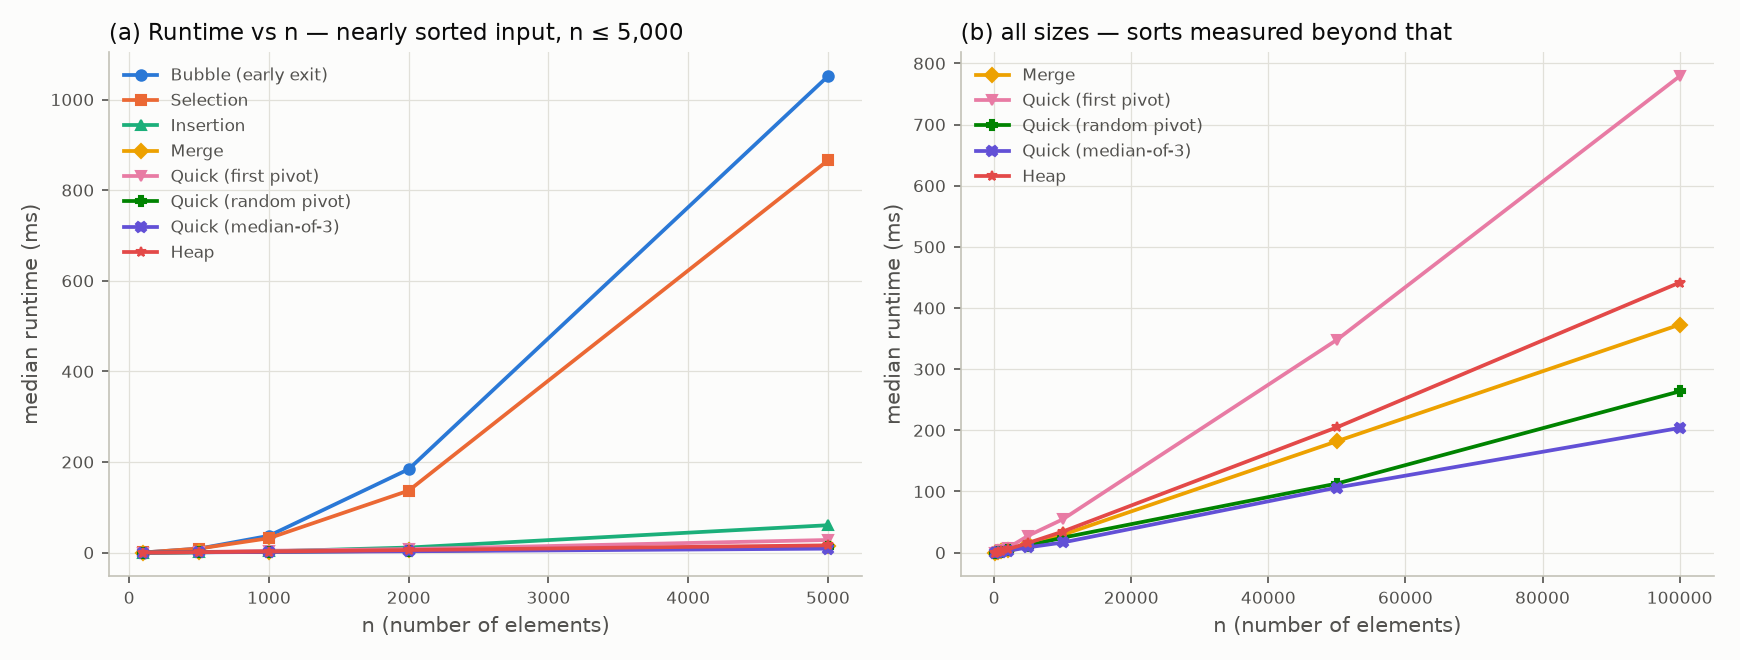 (a) Runtime vs n — nearly sorted input, n ≤ 5,000
median runtime (ms)
1000
800
600
400
200
0
Bubble (early exit)
Selection
Insertion
Merge
Quick (first pivot)
Quick (random pivot)
Quick (median-of-3)
Heap
0 1000 2000 3000 4000 5000
n (number of elements)
(b) all sizes — sorts measured beyond that
median runtime (ms)
800
700
600
500
400
300
200
100
0
Merge
Quick (first pivot)
Quick (random pivot)
Quick (median-of-3)
Heap
0 20000 40000 60000 80000 100000
n (number of elements)